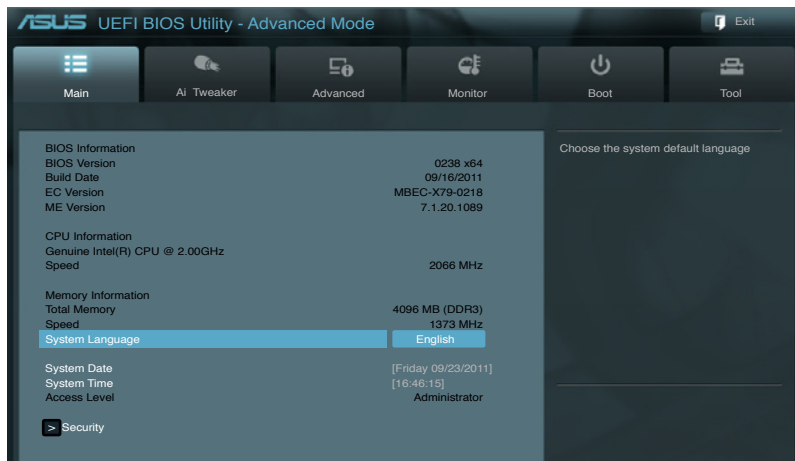 ASUS UEFI BIOS Utility - Advanced Mode
Exit
Main
Ai Tweaker
Advanced
Monitor
Boot
Tool
BIOS Information
BIOS Version 0238 x64
Build Date 09/16/2011
EC Version MBEC-X79-0218
ME Version 7.1.20.1089
CPU Information
Genuine Intel(R) CPU @ 2.00GHz
Speed 2066 MHz
Memory Information
Total Memory 4096 MB (DDR3)
Speed 1373 MHz
System Language English
System Date [Friday 09/23/2011]
System Time [16:46:15]
Access Level Administrator
> Security
Choose the system default language